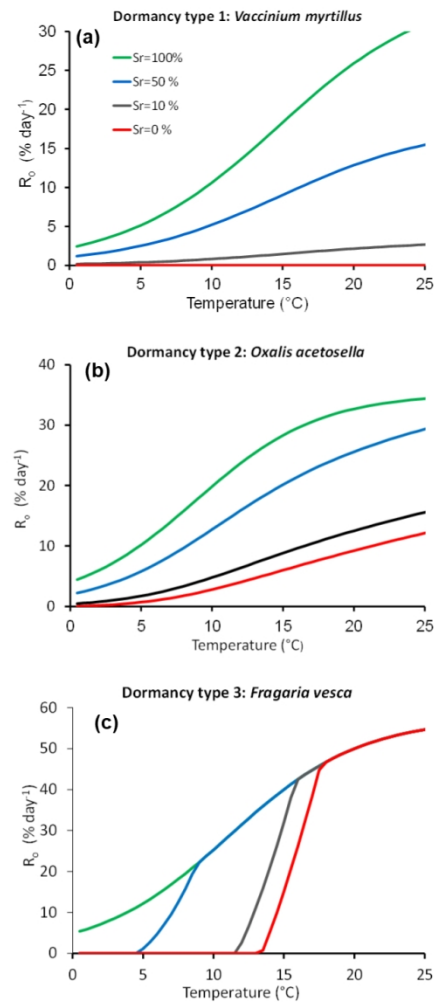 Dormancy type 1: Vaccinium myrtillus
(a)
30
25
20
15
10
5
0
R₀ (% day⁻¹)
Sr=100%
Sr=50 %
Sr=10 %
Sr=0 %
0 5 10 15 20 25
Temperature (°C)
Dormancy type 2: Oxalis acetosella
(b)
40
30
20
10
0
R₀ (% day⁻¹)
0 5 10 15 20 25
Temperature (°C)
Dormancy type 3: Fragaria vesca
(c)
60
50
40
30
20
10
0
R₀ (% day⁻¹)
0 5 10 15 20 25
Temperature (°C)